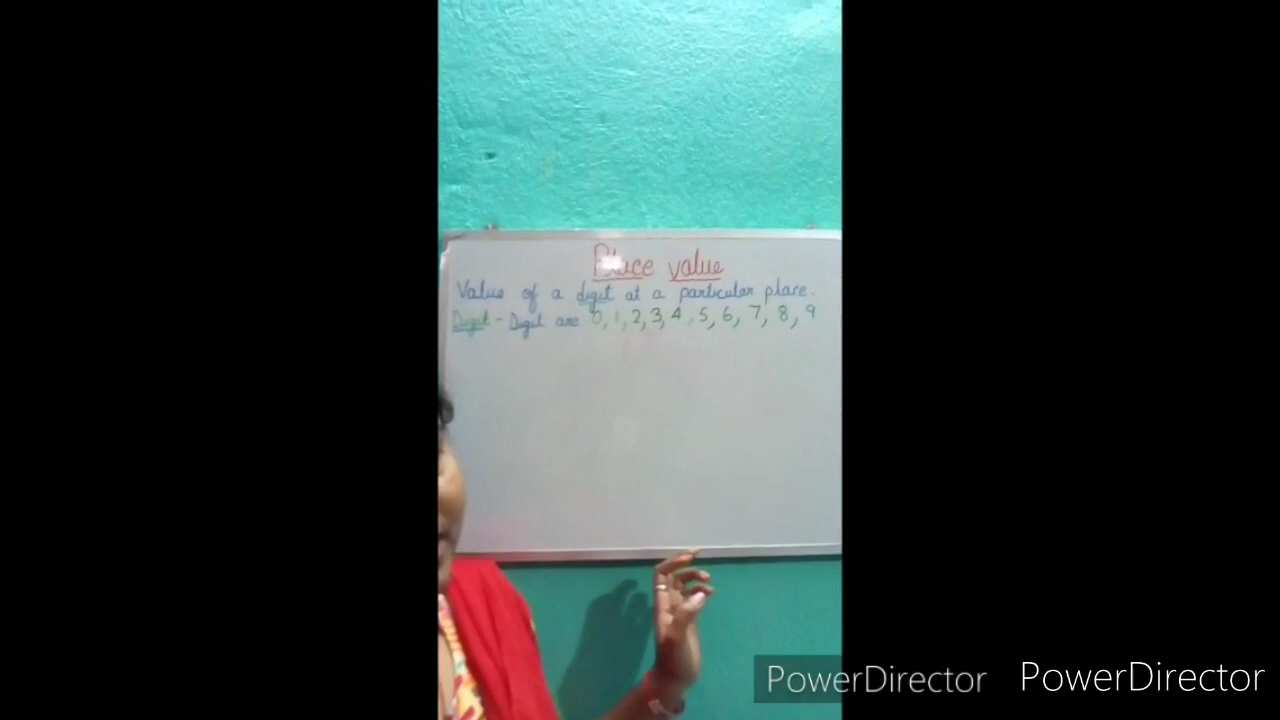 Place value
Value of a digit at a particular place.
Digit - Digit are 0, 1, 2, 3, 4, 5, 6, 7, 8, 9
PowerDirector PowerDirector